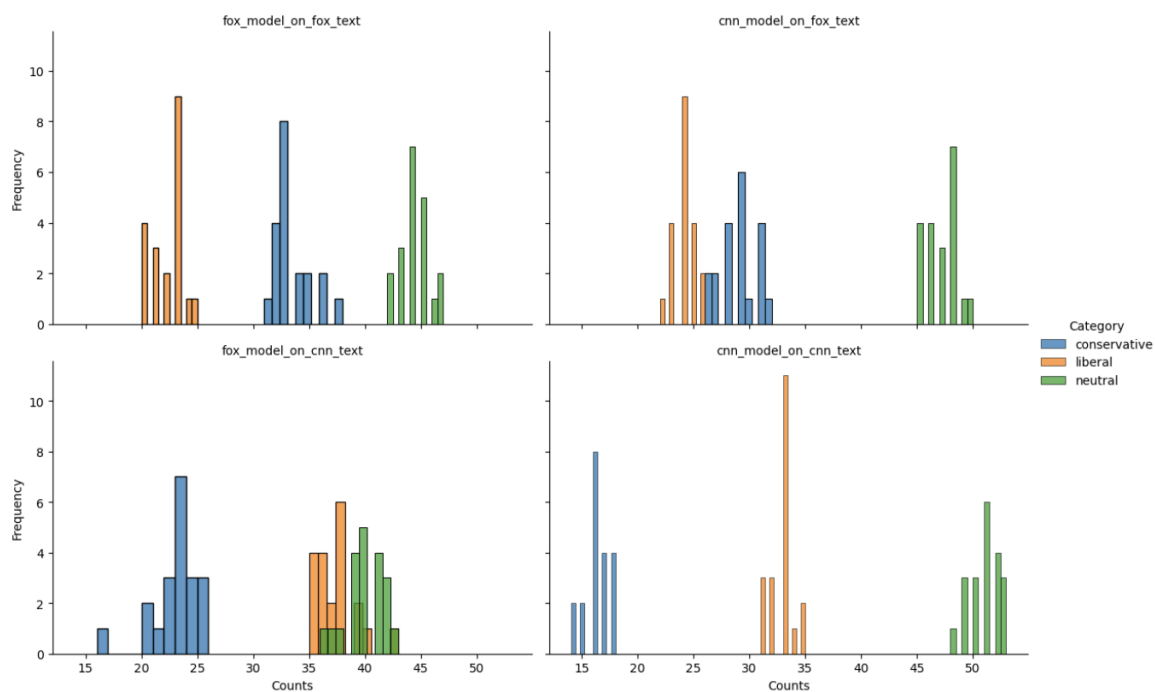 fox_model_on_fox_text
cnn_model_on_fox_text
10
8
6
4
2
0
Frequency
fox_model_on_cnn_text
cnn_model_on_cnn_text
Category
conservative
liberal
neutral
10
8
6
4
2
0
Frequency
15 20 25 30 35 40 45 50
15 20 25 30 35 40 45 50
Counts
Counts